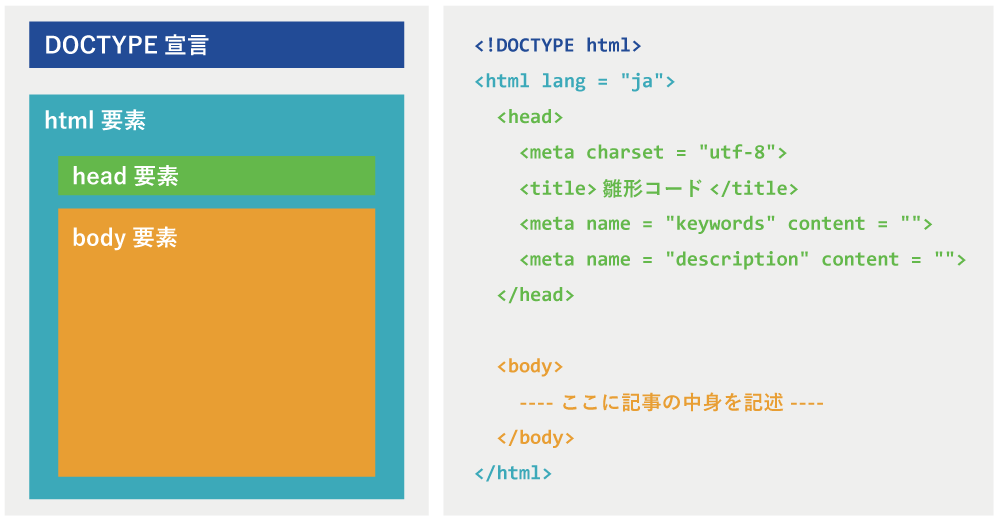 DOCTYPE 宣言
html 要素
head 要素
body 要素
<!DOCTYPE html>
<html lang = "ja">
<head>
<meta charset = "utf-8">
<title> 雛形コード </title>
<meta name = "keywords" content = "">
<meta name = "description" content = "">
</head>
<body>
---- ここに記事の中身を記述 ----
</body>
</html>